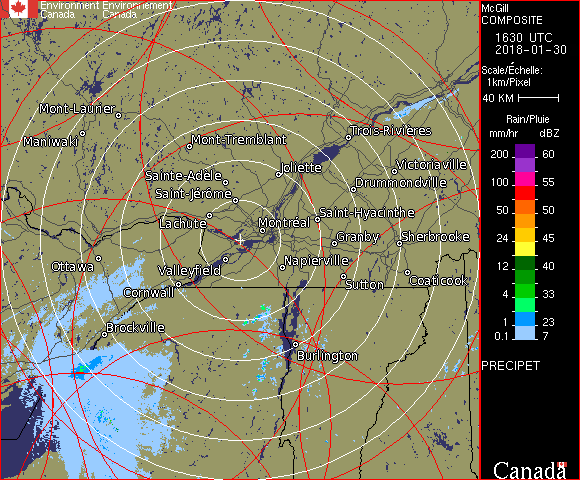 Environment Environnement
Canada Canada
McGill
COMPOSITE
1630 UTC
2018-01-30
Scale/Échelle:
1km/Pixel
40 KM
Rain/Pluie
mm/hr dBZ
200 60
100 55
50 50
24 45
12 40
4 33
1 23
0.1 7
PRECIPET
Canada
Mont-Laurier
Maniwaki
Mont-Tremblant
Trois-Rivières
Sainte-Adèle
Joliette
Victoriaville
Saint-Jérôme
Drummondville
Lachute
Montréal
Saint-Hyacinthe
Granby
Sherbrooke
Ottawa
Valleyfield
Napierville
Cornwall
Sutton
Coaticook
Brockville
Burlington